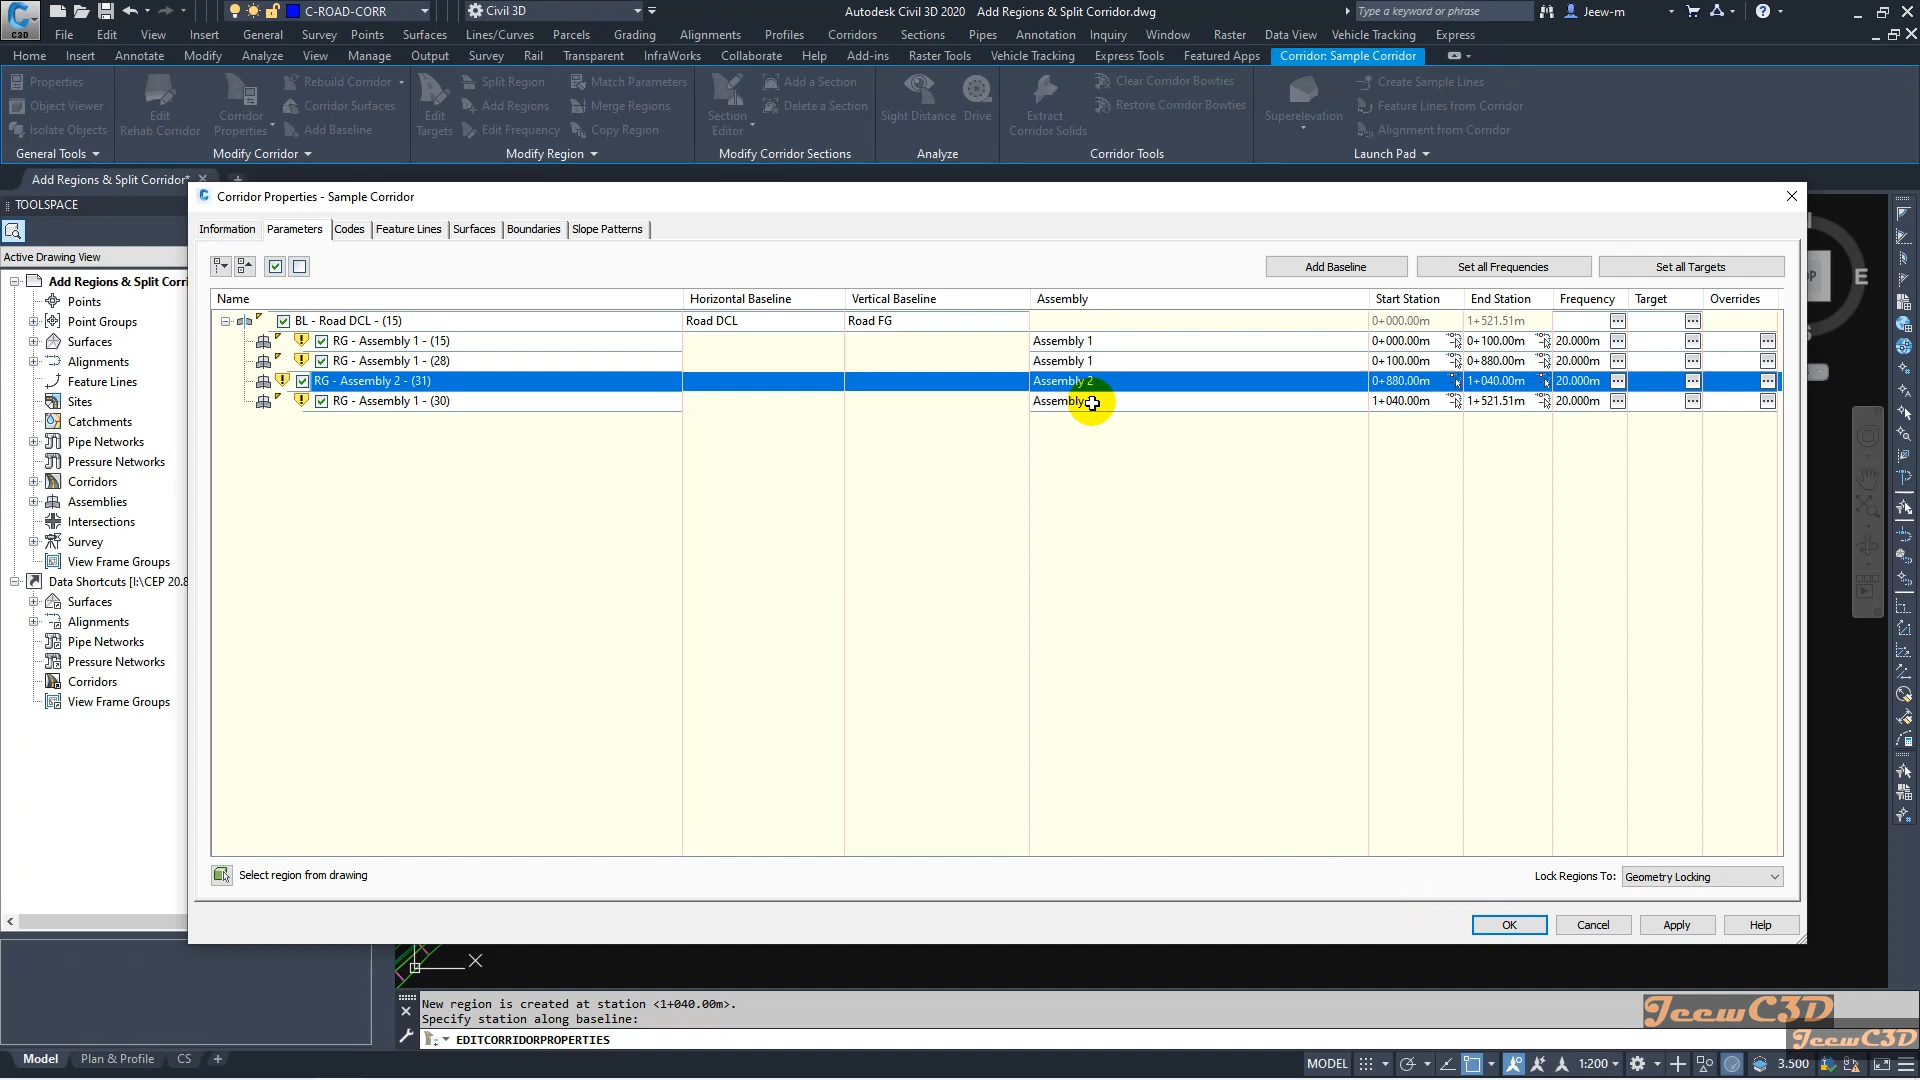 C-ROAD-CORR
Civil 3D
Autodesk Civil 3D 2020 Add Regions & Split Corridor.dwg
Type a keyword or phrase
Jeew-m
C3D
File Edit View Insert General Survey Points Surfaces Lines/Curves Parcels Grading Alignments Profiles Corridors Sections Pipes Annotation Inquiry Window Raster Data View Vehicle Tracking Express
Home Insert Annotate Modify Analyze View Manage Output Survey Rail Transparent InfraWorks Collaborate Help Add-ins Raster Tools Vehicle Tracking Express Tools Featured Apps Corridor: Sample Corridor
Properties
Object Viewer
Isolate Objects
General Tools
Edit
Rehab Corridor
Corridor
Properties
Rebuild Corridor
Corridor Surfaces
Add Baseline
Modify Corridor
Edit
Targets
Split Region
Add Regions
Edit Frequency
Match Parameters
Merge Regions
Copy Region
Modify Region
Section
Editor
Add a Section
Delete a Section
Modify Corridor Sections
Sight Distance
Drive
Analyze
Extract
Corridor Solids
Clear Corridor Bowties
Restore Corridor Bowties
Corridor Tools
Superelevation
Create Sample Lines
Feature Lines from Corridor
Alignment from Corridor
Launch Pad
Add Regions & Split Corridor*
TOOLSPACE
Active Drawing View
Add Regions & Split Corri
Points
Point Groups
Surfaces
Alignments
Feature Lines
Sites
Catchments
Pipe Networks
Pressure Networks
Corridors
Assemblies
Intersections
Survey
View Frame Groups
Data Shortcuts [I:\CEP 20.8
Surfaces
Alignments
Pipe Networks
Pressure Networks
Corridors
View Frame Groups
Corridor Properties - Sample Corridor
Information Parameters Codes Feature Lines Surfaces Boundaries Slope Patterns
Add Baseline Set all Frequencies Set all Targets
Name Horizontal Baseline Vertical Baseline Assembly Start Station End Station Frequency Target Overrides
BL - Road DCL - (15) Road DCL Road FG 0+000.00m 1+521.51m
RG - Assembly 1 - (15) Assembly 1 0+000.00m 0+100.00m 20.000m
RG - Assembly 1 - (28) Assembly 1 0+100.00m 0+880.00m 20.000m
RG - Assembly 2 - (31) Assembly 2 0+880.00m 1+040.00m 20.000m
RG - Assembly 1 - (30) Assembly 1+040.00m 1+521.51m 20.000m
Select region from drawing
Lock Regions To: Geometry Locking
OK Cancel Apply Help
E
New region is created at station <1+040.00m>.
Specify station along baseline:
EDITCORRIDORPROPERTIES
JeewC3D
JeewC3D
Model Plan & Profile CS
MODEL 1:200 3.500